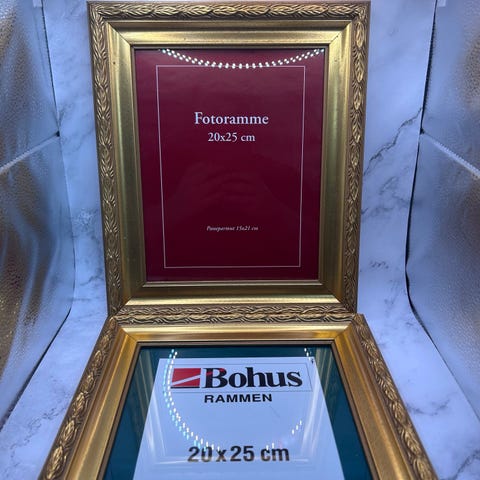 Fotoramme
20x25 cm
Passepartout 15x21 cm
Bohus
RAMMEN
20x25 cm